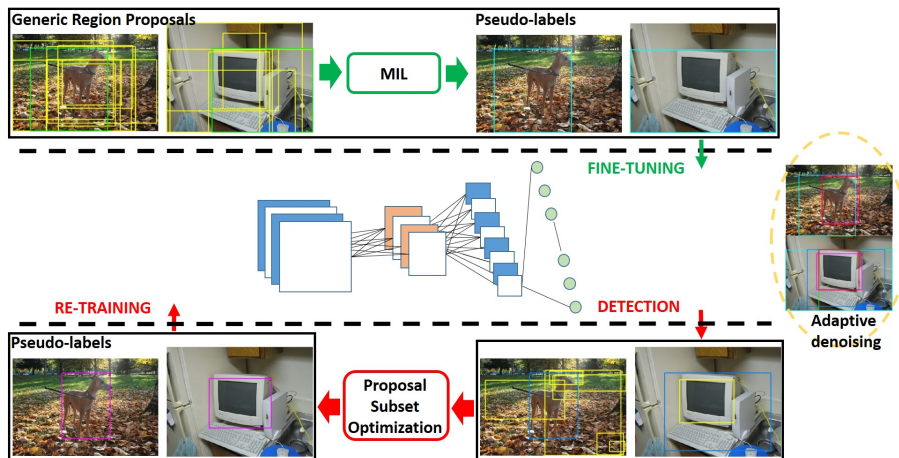 Generic Region Proposals
Pseudo-labels
MIL
FINE-TUNING
RE-TRAINING
DETECTION
Adaptive
denoising
Pseudo-labels
Proposal
Subset
Optimization